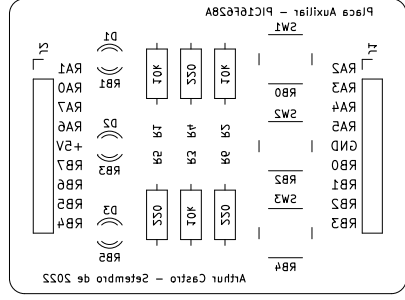 Placa Auxiliar - PIC16F628A
J2
RA1
RA0
RA7
RA6
+5V
RB7
RB6
RB5
RB4
D1
RB1
D2
RB3
D3
RB5
10k
220
10k
R1
R4
R2
R5
R3
R6
220
10k
220
SW1
RB0
SW2
RB2
SW3
RB4
J1
RA2
RA3
RA4
RA5
GND
RB0
RB1
RB2
RB3
Arthur Castro - Setembro de 2022